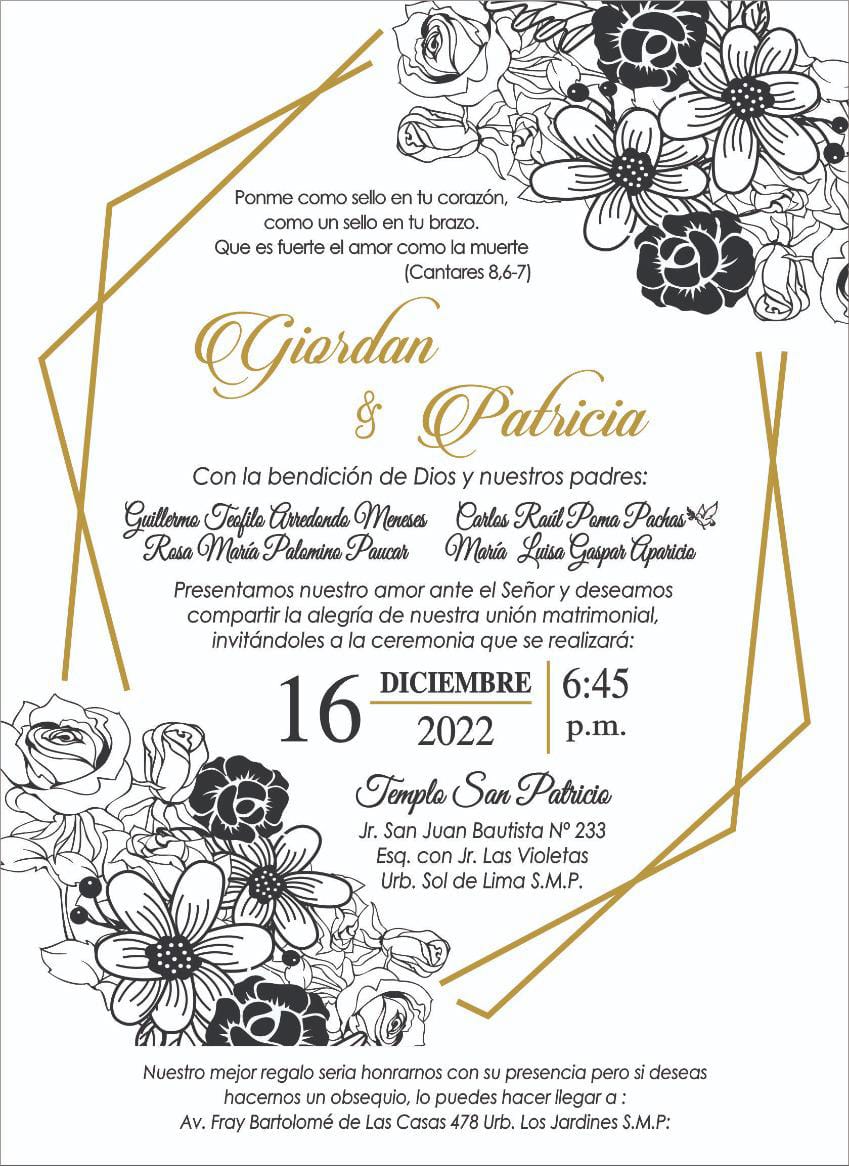 Ponme como sello en tu corazón,
como un sello en tu brazo.
Que es fuerte el amor como la muerte
(Cantares 8,6-7)
Giordan
& Patricia
Con la bendición de Dios y nuestros padres:
Guillermo Teofilo Arredondo Meneses Carlos Raúl Poma Pachas
Rosa María Palomino Paucar María Luisa Gaspar Aparicio
Presentamos nuestro amor ante el Señor y deseamos
compartir la alegría de nuestra unión matrimonial,
invitándoles a la ceremonia que se realizará:
16 DICIEMBRE 2022 6:45 p.m.
Templo San Patricio
Jr. San Juan Bautista Nº 233
Esq. con Jr. Las Violetas
Urb. Sol de Lima S.M.P.
Nuestro mejor regalo seria honrarnos con su presencia pero si deseas
hacernos un obsequio, lo puedes hacer llegar a :
Av. Fray Bartolomé de Las Casas 478 Urb. Los Jardines S.M.P: